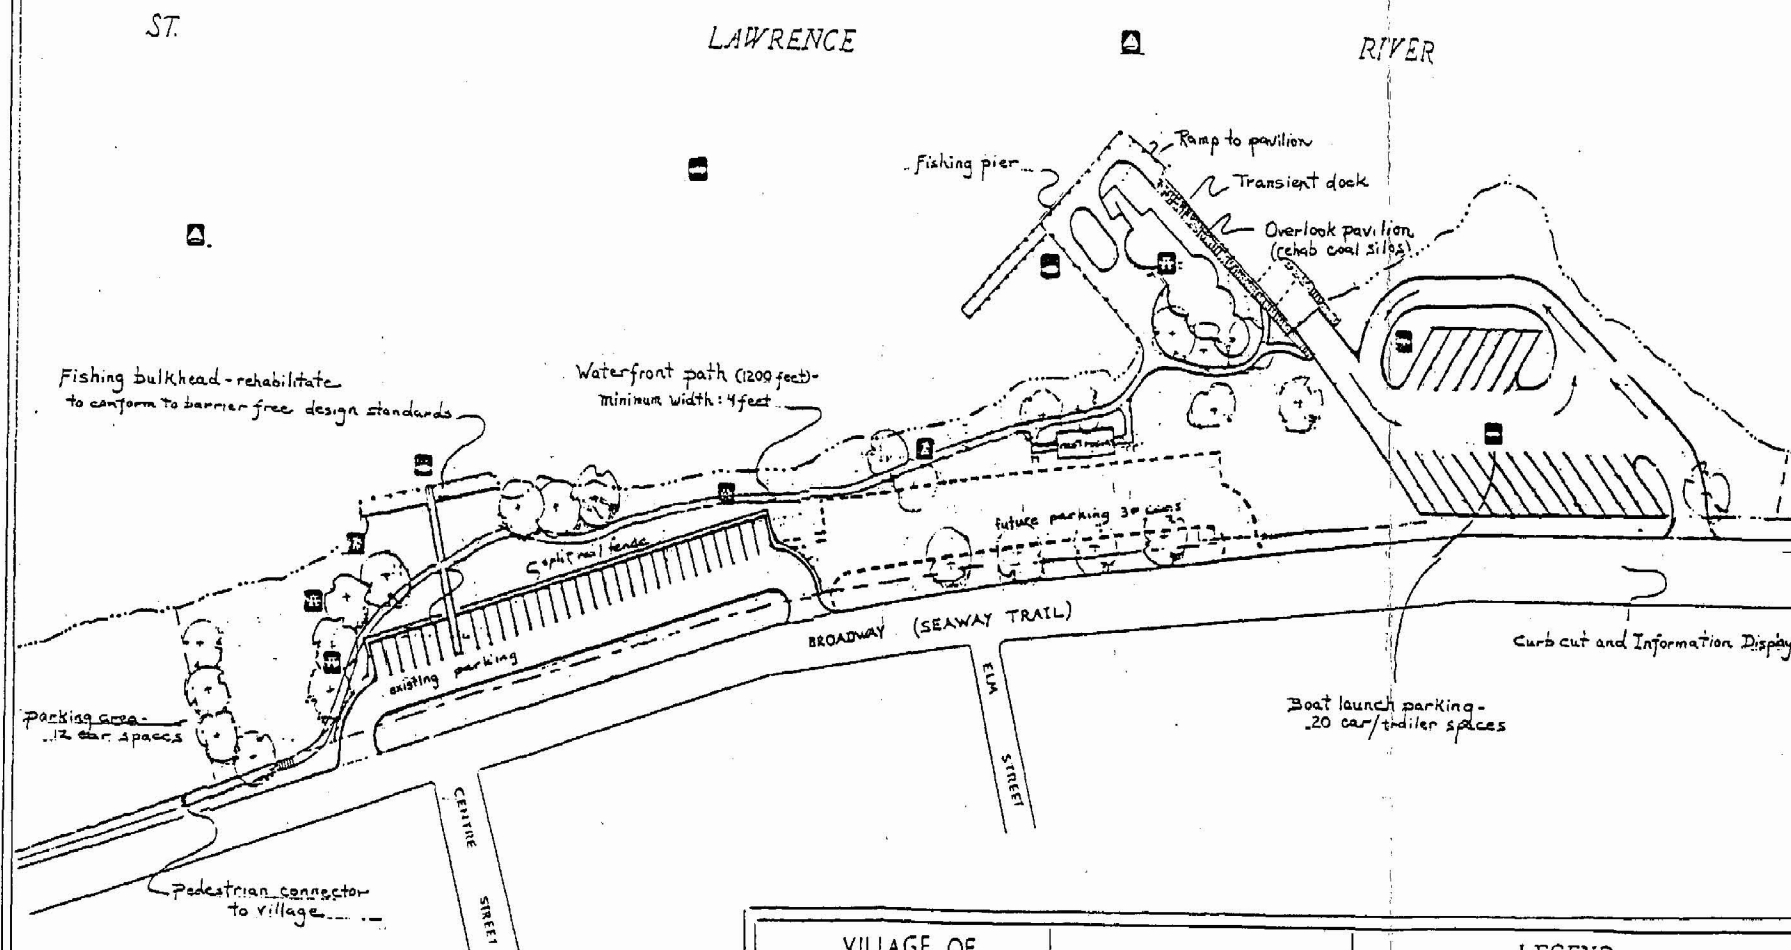 ST. LAWRENCE RIVER
Ramp to pavilion
Fishing pier
Transient dock
Overlook pavilion
(rehab coal silos)
Fishing bulkhead - rehabilitate
to conform to barrier free design standards
Waterfront path (1200 feet)-
minimum width: 4 feet
restrooms
future parking 30 cars
split rail fence
existing parking
BROADWAY (SEAWAY TRAIL)
Curb cut and Information Display
ELM STREET
parking area-
12 car spaces
Boat launch parking -
20 car/trailer spaces
CENTRE STREET
Pedestrian connector
to village
VILLAGE OF
LEGEND